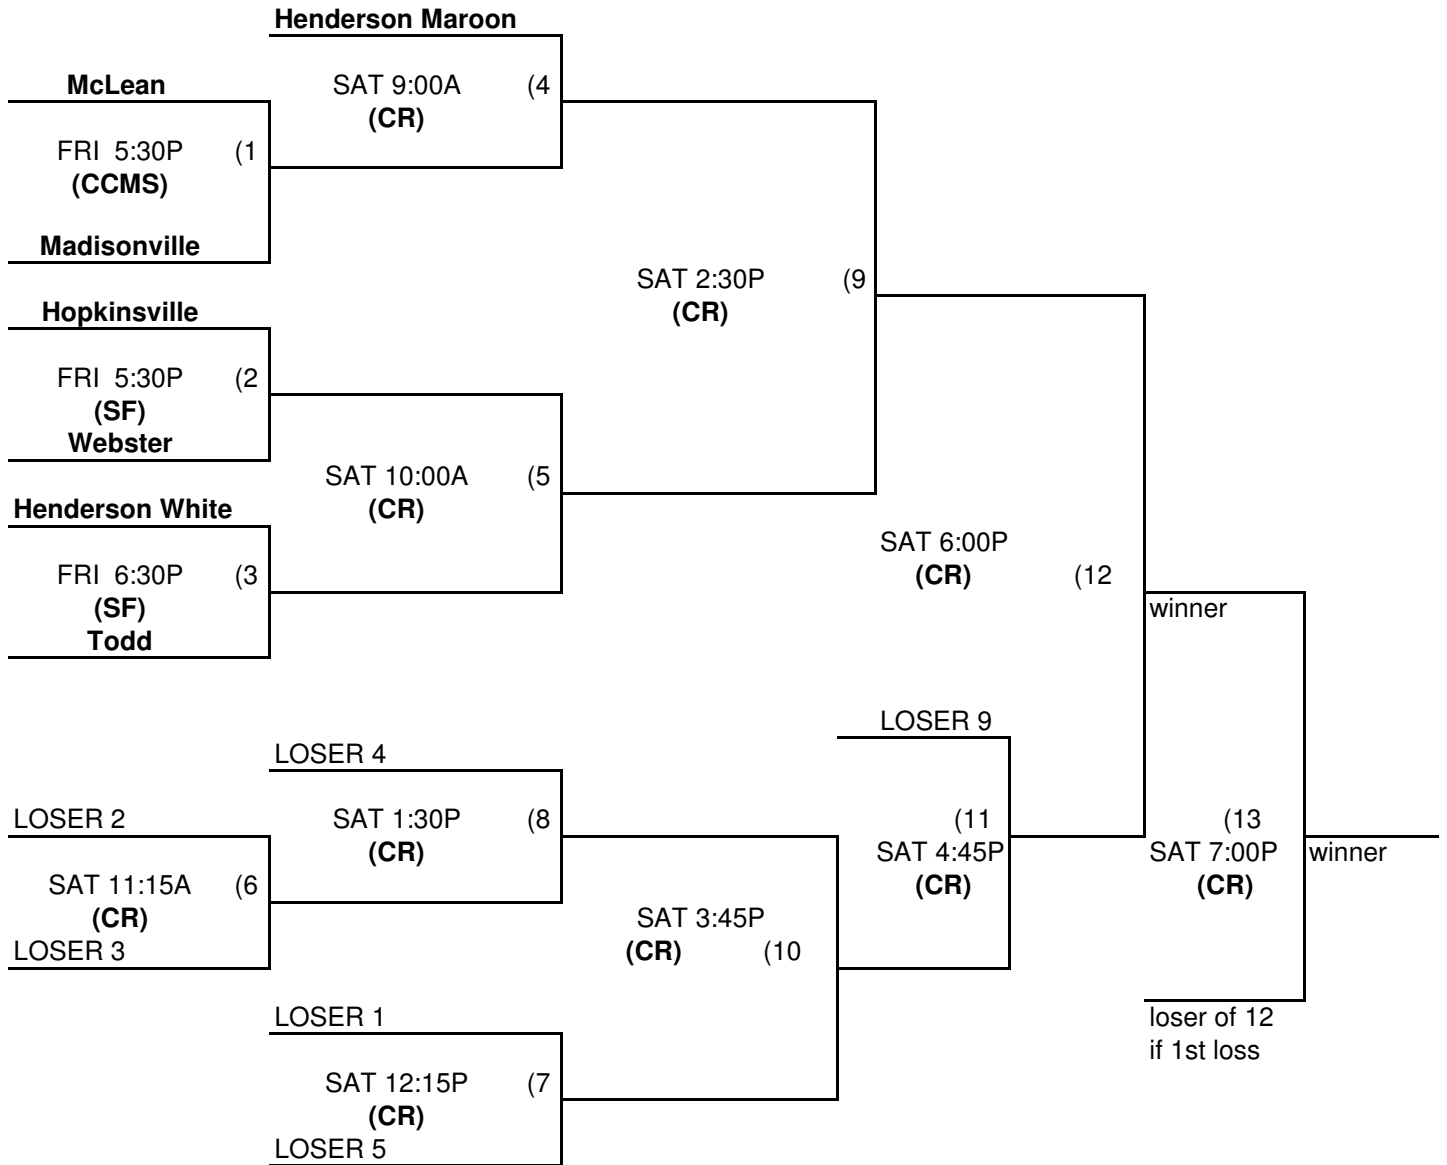 Henderson Maroon
McLean
SAT 9:00A (4
(CR)
FRI 5:30P (1
(CCMS)
Madisonville
SAT 2:30P (9
(CR)
Hopkinsville
FRI 5:30P (2
(SF)
Webster
SAT 10:00A (5
(CR)
Henderson White
SAT 6:00P
(CR) (12
FRI 6:30P (3
(SF)
Todd
winner
LOSER 9
LOSER 4
LOSER 2
SAT 1:30P (8
(CR)
(11
SAT 4:45P
(CR)
(13
SAT 7:00P
(CR)
winner
SAT 11:15A (6
(CR)
LOSER 3
SAT 3:45P
(CR) (10
LOSER 1
loser of 12
if 1st loss
SAT 12:15P (7
(CR)
LOSER 5